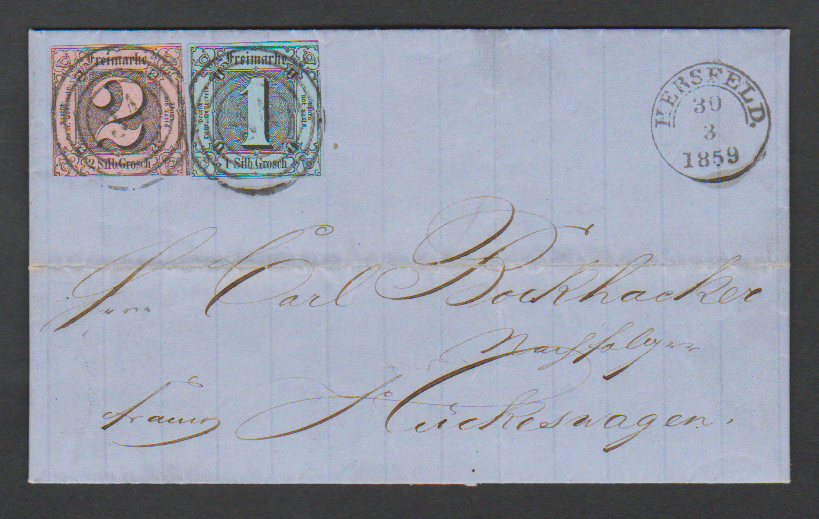 Freimarke
2
2 Silb.Grosch.
Freimarke
1
1 Silb.Grosch.
HERSFELD.
30
3
1859
Herrn Carl Bockhacker
Nachfolger
franco Hückeswagen.